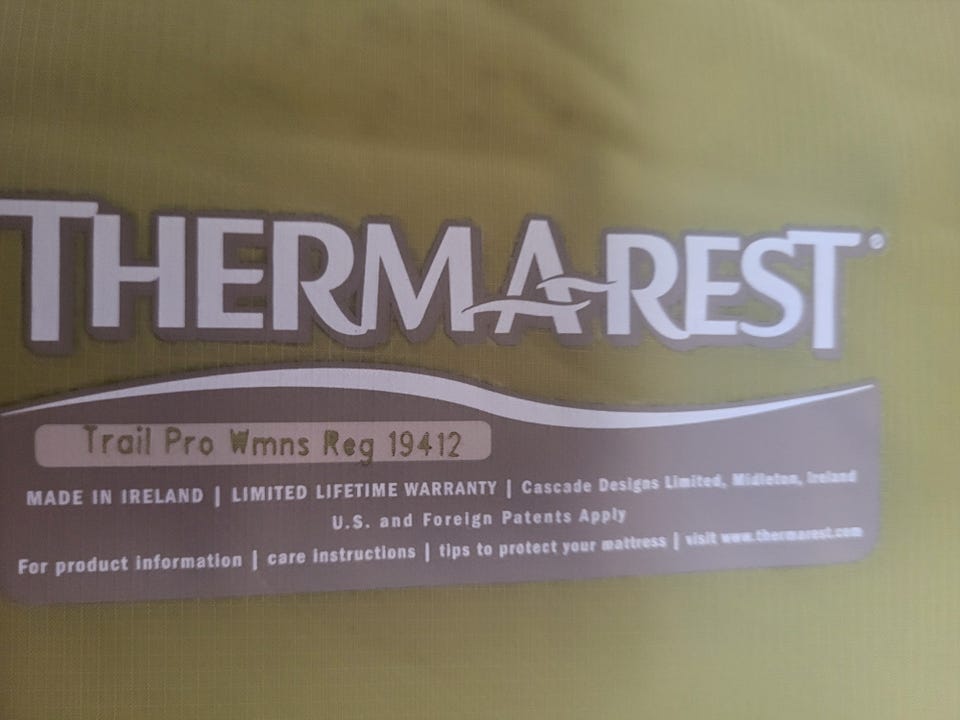 THERMAREST®
Trail Pro Wmns Reg 19412
MADE IN IRELAND | LIMITED LIFETIME WARRANTY | Cascade Designs Limited, Midleton, Ireland
U.S. and Foreign Patents Apply
For product information | care instructions | tips to protect your mattress | visit www.thermarest.com